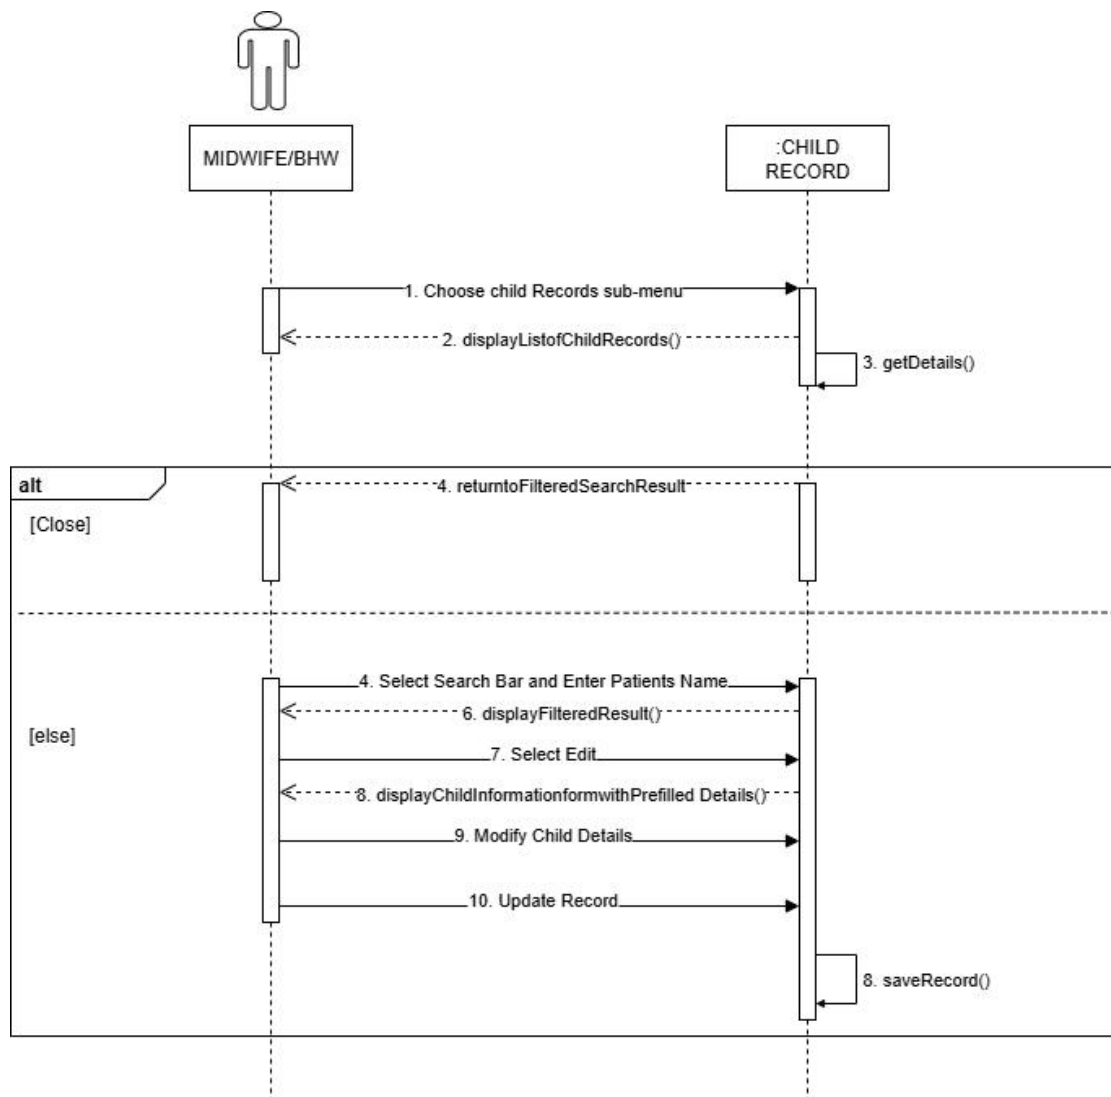 MIDWIFE/BHW
:CHILD
RECORD
1. Choose child Records sub-menu
2. displayListofChildRecords()
3. getDetails()
alt
4. returntoFilteredSearchResult
[Close]
4. Select Search Bar and Enter Patients Name
6. displayFilteredResult()
[else]
7. Select Edit
8. displayChildInformationformwithPrefilled Details()
9. Modify Child Details
10. Update Record
8. saveRecord()